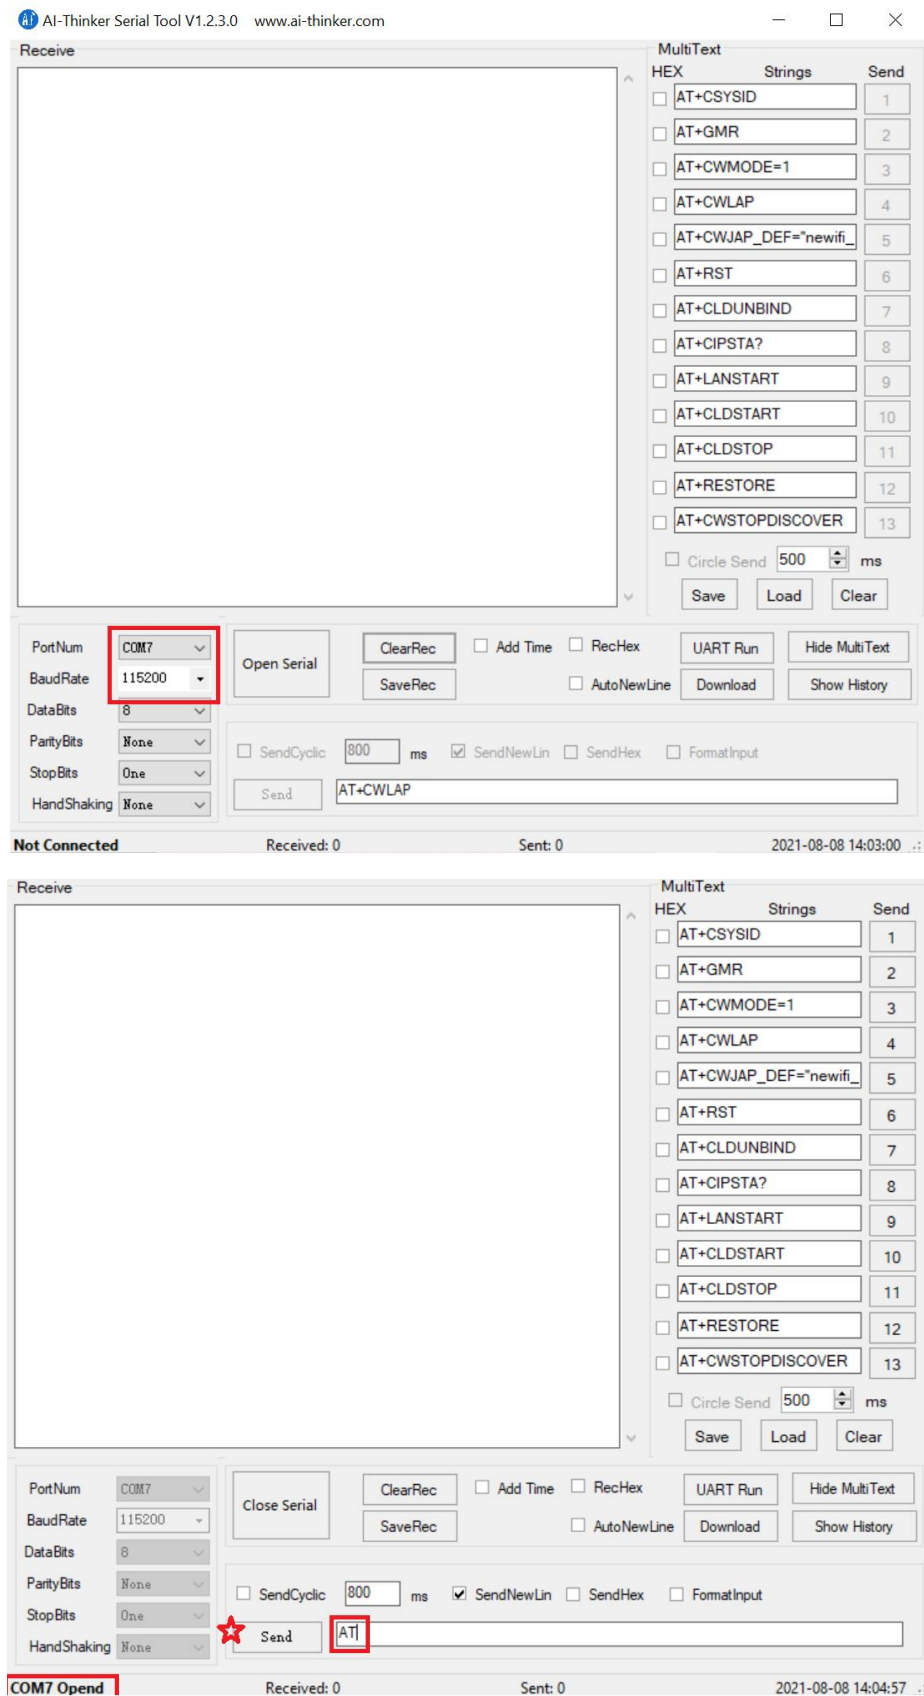 AI-Thinker Serial Tool V1.2.3.0 www.ai-thinker.com
Receive
MultiText
HEX Strings Send
AT+CSYSID 1
AT+GMR 2
AT+CWMODE=1 3
AT+CWLAP 4
AT+CWJAP_DEF="newifi_ 5
AT+RST 6
AT+CLDUNBIND 7
AT+CIPSTA? 8
AT+LANSTART 9
AT+CLDSTART 10
AT+CLDSTOP 11
AT+RESTORE 12
AT+CWSTOPDISCOVER 13
Circle Send 500 ms
Save Load Clear
PortNum COM7
BaudRate 115200
DataBits 8
ParityBits None
StopBits One
HandShaking None
Open Serial
ClearRec Add Time RecHex UART Run Hide MultiText
SaveRec AutoNewLine Download Show History
SendCyclic 800 ms SendNewLin SendHex FormatInput
Send AT+CWLAP
Not Connected Received: 0 Sent: 0 2021-08-08 14:03:00
Receive
MultiText
HEX Strings Send
AT+CSYSID 1
AT+GMR 2
AT+CWMODE=1 3
AT+CWLAP 4
AT+CWJAP_DEF="newifi_ 5
AT+RST 6
AT+CLDUNBIND 7
AT+CIPSTA? 8
AT+LANSTART 9
AT+CLDSTART 10
AT+CLDSTOP 11
AT+RESTORE 12
AT+CWSTOPDISCOVER 13
Circle Send 500 ms
Save Load Clear
PortNum COM7
BaudRate 115200
DataBits 8
ParityBits None
StopBits One
HandShaking None
Close Serial
ClearRec Add Time RecHex UART Run Hide MultiText
SaveRec AutoNewLine Download Show History
SendCyclic 800 ms SendNewLin SendHex FormatInput
Send AT
COM7 Opend Received: 0 Sent: 0 2021-08-08 14:04:57